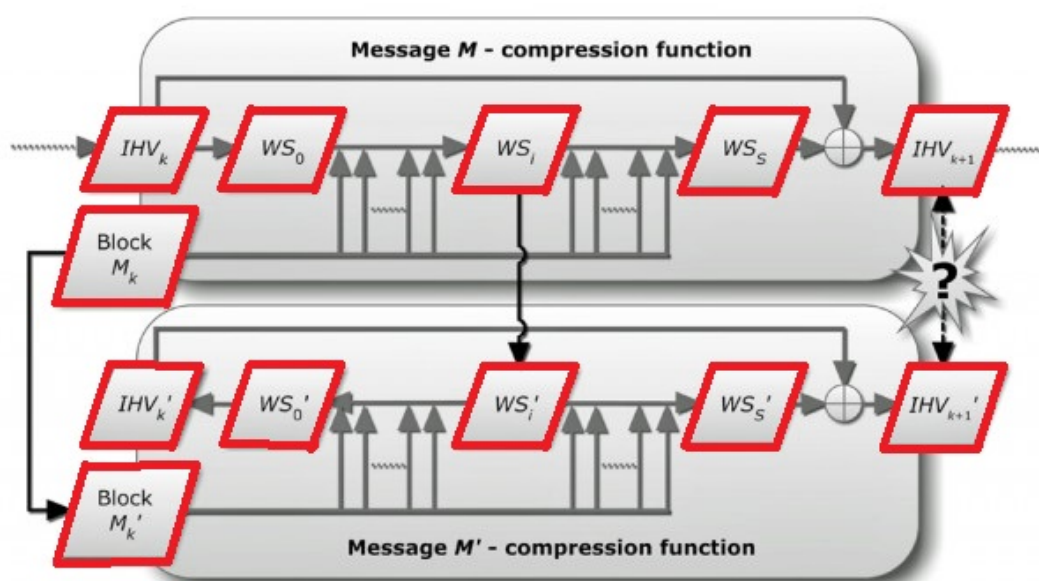 Message M - compression function
IHVₖ WS₀ WSᵢ WSₛ IHVₖ₊₁
Block
Mₖ
?
IHVₖ' WS₀' WSᵢ' WSₛ' IHVₖ₊₁'
Block
Mₖ'
Message M' - compression function